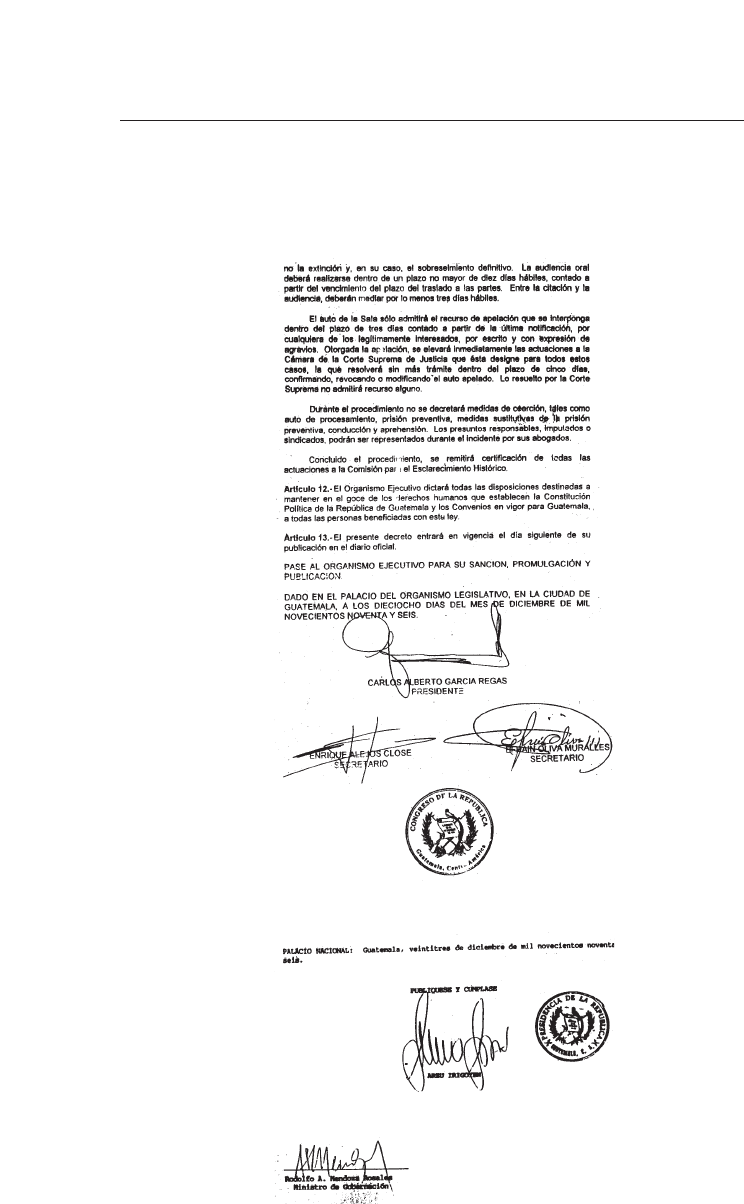 no la extinción y, en su caso, el sobreseimiento definitivo. La audiencia oral
deberá realizarse dentro de un plazo no mayor de diez días hábiles, contado a
partir del vencimiento del plazo del traslado a las partes. Entre la citación y la
audiencia, deberán mediar por lo menos tres días hábiles.
El auto de la Sala sólo admitirá el recurso de apelación que se interponga
dentro del plazo de tres días contado a partir de la última notificación, por
cualquiera de los legítimamente interesados, por escrito y con expresión de
agravios. Otorgada la apelación, se elevará inmediatamente las actuaciones a la
Cámara de la Corte Suprema de Justicia que ésta designe para todos estos
casos, la que resolverá sin más trámite dentro del plazo de cinco días,
confirmando, revocando o modificando el auto apelado. Lo resuelto por la Corte
Suprema no admitirá recurso alguno.
Durante el procedimiento no se decretará medidas de coerción, tales como
auto de procesamiento, prisión preventiva, medidas sustitutivas de la prisión
preventiva, conducción y aprehensión. Los presuntos responsables, imputados o
sindicados, podrán ser representados durante el incidente por sus abogados.
Concluido el procedimiento, se remitirá certificación de todas las
actuaciones a la Comisión para el Esclarecimiento Histórico.
Artículo 12.- El Organismo Ejecutivo dictará todas las disposiciones destinadas a
mantener en el goce de los derechos humanos que establecen la Constitución
Política de la República de Guatemala y los Convenios en vigor para Guatemala,
a todas las personas beneficiadas con esta ley.
Artículo 13.- El presente decreto entrará en vigencia el día siguiente de su
publicación en el diario oficial.
PASE AL ORGANISMO EJECUTIVO PARA SU SANCION, PROMULGACIÓN Y
PUBLICACION.
DADO EN EL PALACIO DEL ORGANISMO LEGISLATIVO, EN LA CIUDAD DE
GUATEMALA, A LOS DIECIOCHO DIAS DEL MES DE DICIEMBRE DE MIL
NOVECIENTOS NOVENTA Y SEIS.
CARLOS ALBERTO GARCIA REGAS
PRESIDENTE
ENRIQUE ALEJOS CLOSE
SECRETARIO
EFRAIN OLIVA MURALLES
SECRETARIO
CONGRESO DE LA REPUBLICA
Guatemala, Centro América
PALACIO NACIONAL: Guatemala, veintitres de diciembre de mil novecientos noventa
seis.
PUBLIQUESE Y CUMPLASE
PRESIDENCIA DE LA REPUBLICA
GUATEMALA, C. A.
ARZU IRIGOYEN
Rodolfo A. Mendoza Rosales
Ministro de Gobernación